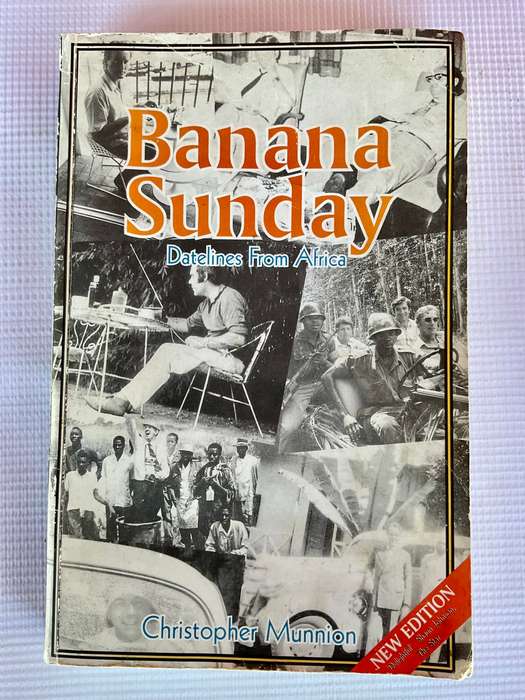 Banana
Sunday
Datelines From Africa
Christopher Munnion
NEW EDITION